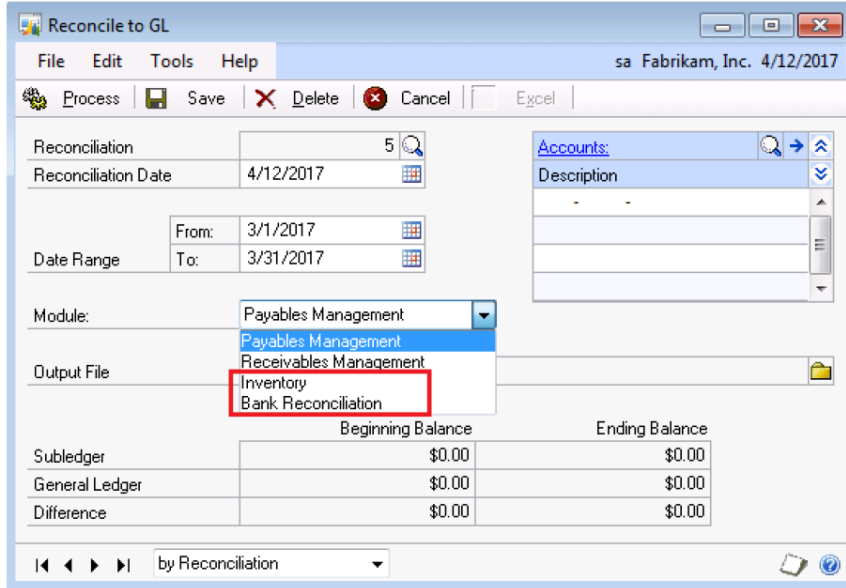 Reconcile to GL
File Edit Tools Help sa Fabrikam, Inc. 4/12/2017
Process Save Delete Cancel Excel
Reconciliation 5
Reconciliation Date 4/12/2017
Date Range From: 3/1/2017
To: 3/31/2017
Accounts:
Description
- -
Module: Payables Management
Payables Management
Receivables Management
Inventory
Bank Reconciliation
Output File
Beginning Balance Ending Balance
Subledger $0.00 $0.00
General Ledger $0.00 $0.00
Difference $0.00 $0.00
by Reconciliation